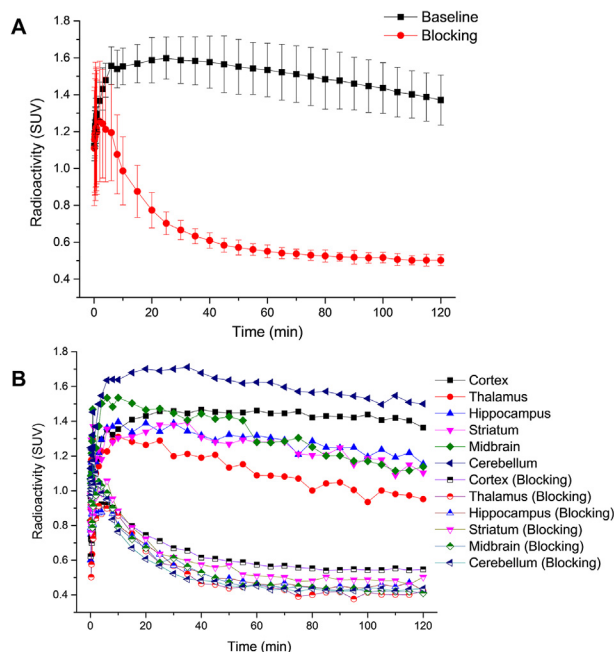 A
Baseline
Blocking
1.8
1.6
1.4
1.2
1.0
0.8
0.6
0.4
Radioactivity (SUV)
0 20 40 60 80 100 120
Time (min)
B
1.8
1.6
1.4
1.2
1.0
0.8
0.6
0.4
Radioactivity (SUV)
0 20 40 60 80 100 120
Time (min)
Cortex
Thalamus
Hippocampus
Striatum
Midbrain
Cerebellum
Cortex (Blocking)
Thalamus (Blocking)
Hippocampus (Blocking)
Striatum (Blocking)
Midbrain (Blocking)
Cerebellum (Blocking)